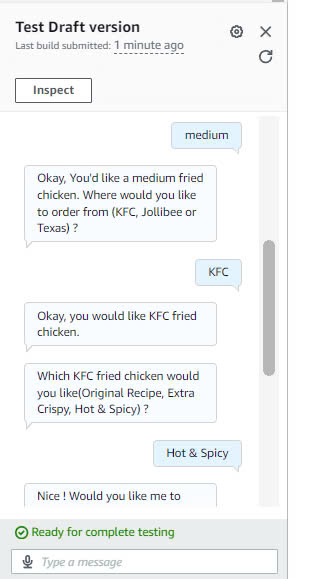 Test Draft version
Last build submitted: 1 minute ago
Inspect
medium
Okay, You'd like a medium fried
chicken. Where would you like
to order from (KFC, Jollibee or
Texas) ?
KFC
Okay, you would like KFC fried
chicken.
Which KFC fried chicken would
you like(Original Recipe, Extra
Crispy, Hot & Spicy) ?
Hot & Spicy
Nice ! Would you like me to
Ready for complete testing
Type a message